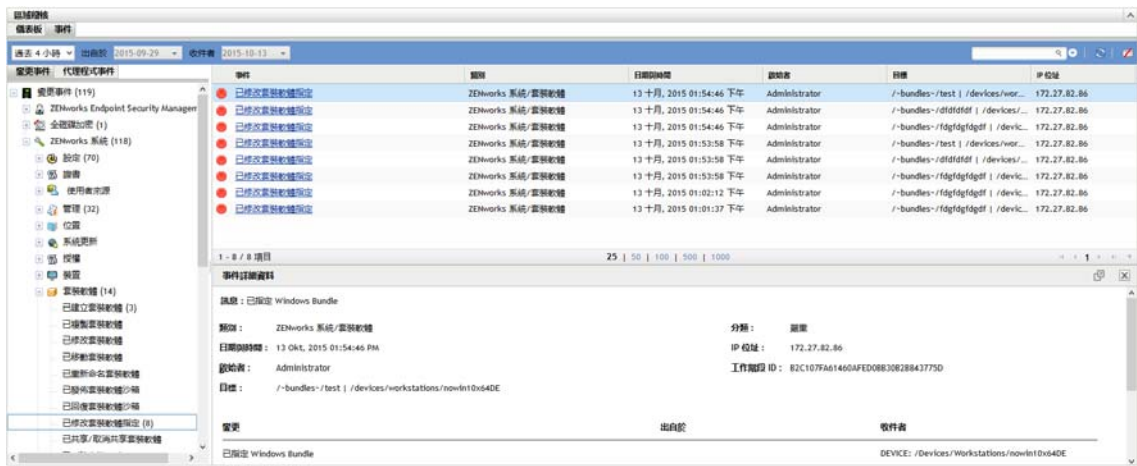 區域稽核
儀表板 事件
過去 4 小時 出自於 2015-09-29 收件者 2015-10-13
變更事件 代理程式事件
變更事件 (119)
ZENworks Endpoint Security Managem
全磁碟加密 (1)
ZENworks 系統 (118)
設定 (70)
證書
使用者來源
管理 (32)
位置
系統更新
授權
裝置
套裝軟體 (14)
已建立套裝軟體 (3)
已複製套裝軟體
已修改套裝軟體
已移動套裝軟體
已重新命名套裝軟體
已發佈套裝軟體沙箱
已回復套裝軟體沙箱
已修改套裝軟體指定 (8)
已共享/取消共享套裝軟體
事件 類別 日期與時間 啟始者 目標 IP 位址
已修改套裝軟體指定 ZENworks 系統/套裝軟體 13 十月, 2015 01:54:46 下午 Administrator /~bundles~/test | /devices/wor... 172.27.82.86
已修改套裝軟體指定 ZENworks 系統/套裝軟體 13 十月, 2015 01:54:46 下午 Administrator /~bundles~/dfdfdfdf | /devices/... 172.27.82.86
已修改套裝軟體指定 ZENworks 系統/套裝軟體 13 十月, 2015 01:54:46 下午 Administrator /~bundles~/fdgfdgfdgdf | /devic... 172.27.82.86
已修改套裝軟體指定 ZENworks 系統/套裝軟體 13 十月, 2015 01:53:58 下午 Administrator /~bundles~/test | /devices/wor... 172.27.82.86
已修改套裝軟體指定 ZENworks 系統/套裝軟體 13 十月, 2015 01:53:58 下午 Administrator /~bundles~/dfdfdfdf | /devices/... 172.27.82.86
已修改套裝軟體指定 ZENworks 系統/套裝軟體 13 十月, 2015 01:53:58 下午 Administrator /~bundles~/fdgfdgfdgdf | /devic... 172.27.82.86
已修改套裝軟體指定 ZENworks 系統/套裝軟體 13 十月, 2015 01:02:12 下午 Administrator /~bundles~/fdgfdgfdgdf | /devic... 172.27.82.86
已修改套裝軟體指定 ZENworks 系統/套裝軟體 13 十月, 2015 01:01:37 下午 Administrator /~bundles~/fdgfdgfdgdf | /devic... 172.27.82.86
1 - 8 / 8 項目 25 | 50 | 100 | 500 | 1000 1
事件詳細資料
訊息：已指定 Windows Bundle
類別： ZENworks 系統/套裝軟體 分類： 嚴重
日期與時間： 13 Okt, 2015 01:54:46 PM IP 位址： 172.27.82.86
啟始者： Administrator 工作階段 ID： B2C107FA61460AFED0BB30B2B843775D
目標： /~bundles~/test | /devices/workstations/nowin10x64DE
變更 出自於 收件者
已指定 Windows Bundle DEVICE: /Devices/Workstations/nowin10x64DE